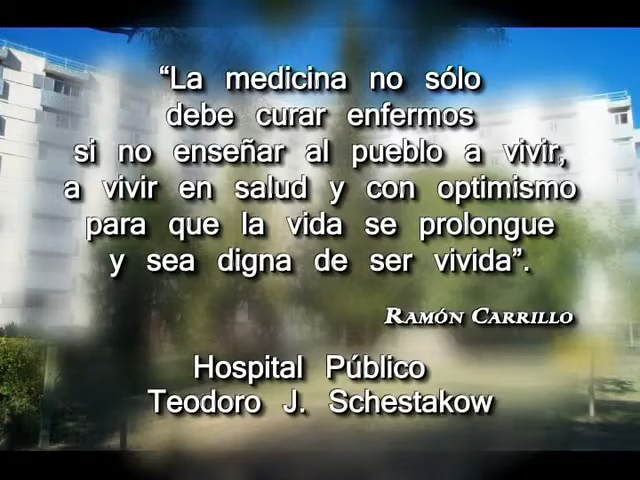 “La medicina no sólo
debe curar enfermos
si no enseñar al pueblo a vivir,
a vivir en salud y con optimismo
para que la vida se prolongue
y sea digna de ser vivida”.
RAMÓN CARRILLO
Hospital Público
Teodoro J. Schestakow